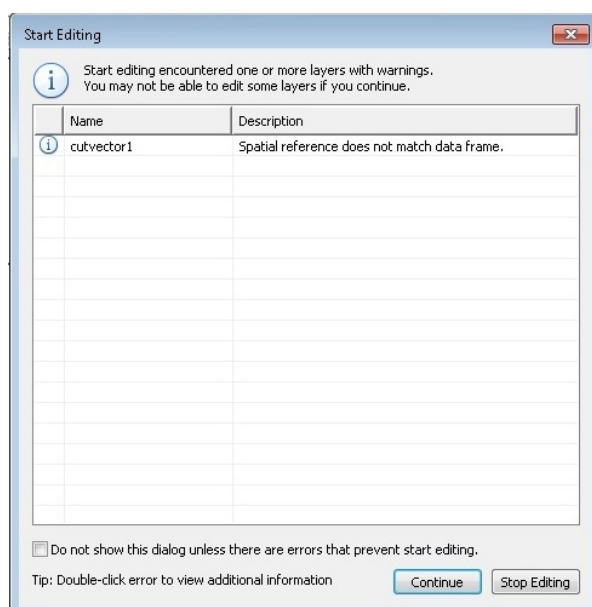 Start Editing
Start editing encountered one or more layers with warnings.
You may not be able to edit some layers if you continue.
Name Description
cutvector1 Spatial reference does not match data frame.
Do not show this dialog unless there are errors that prevent start editing.
Tip: Double-click error to view additional information Continue Stop Editing